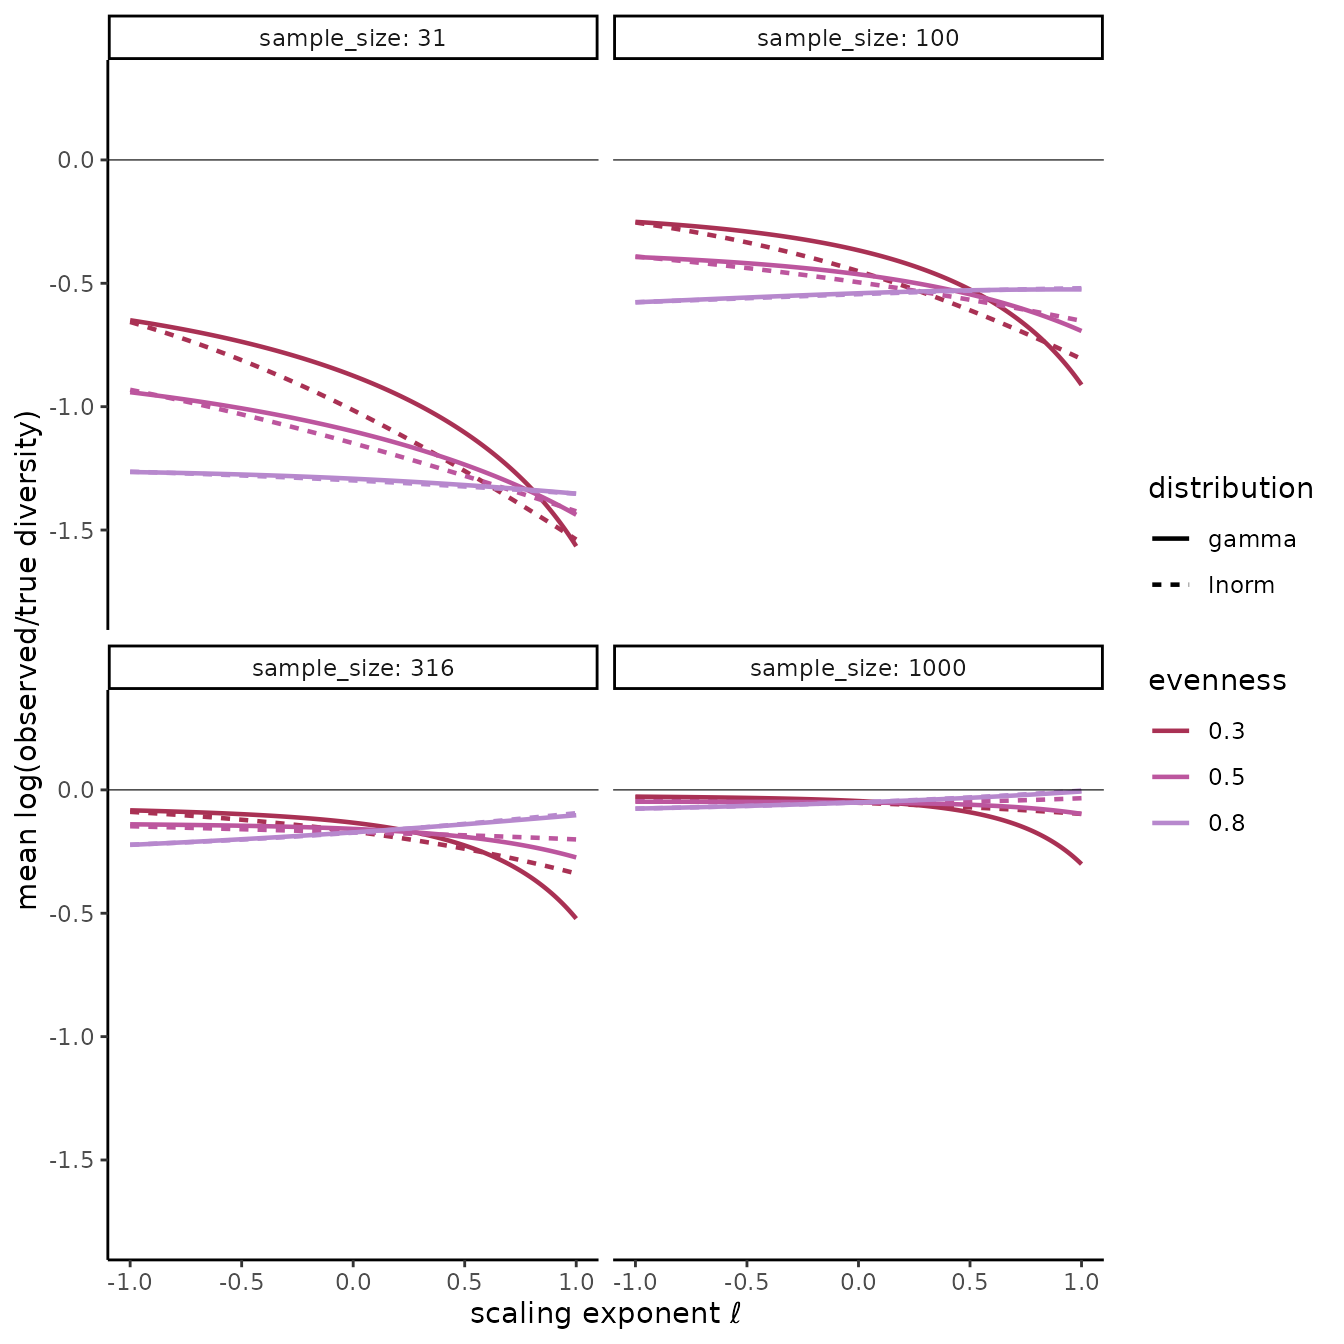 sample_size: 31
sample_size: 100
0.0
-0.5
-1.0
-1.5
sample_size: 316
sample_size: 1000
0.0
-0.5
-1.0
-1.5
-1.0 -0.5 0.0 0.5 1.0
-1.0 -0.5 0.0 0.5 1.0
scaling exponent ℓ
mean log(observed/true diversity)
distribution
gamma
lnorm
evenness
0.3
0.5
0.8